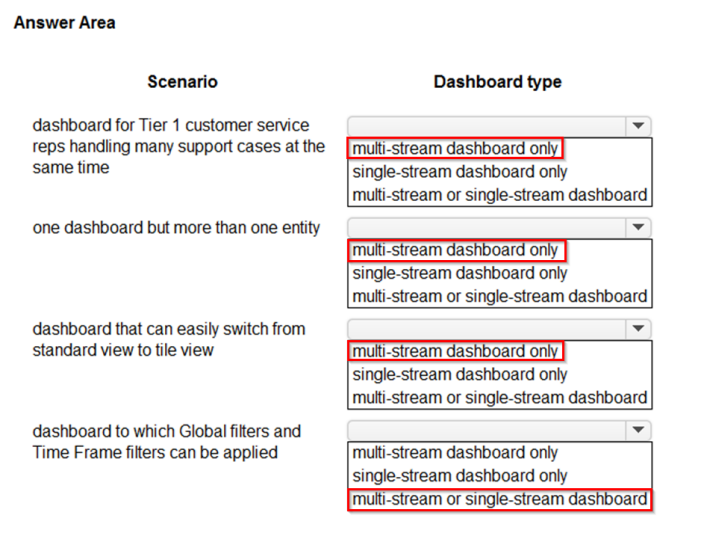 Answer Area
Scenario
Dashboard type
dashboard for Tier 1 customer service
reps handling many support cases at the
same time
multi-stream dashboard only
single-stream dashboard only
multi-stream or single-stream dashboard
one dashboard but more than one entity
multi-stream dashboard only
single-stream dashboard only
multi-stream or single-stream dashboard
dashboard that can easily switch from
standard view to tile view
multi-stream dashboard only
single-stream dashboard only
multi-stream or single-stream dashboard
dashboard to which Global filters and
Time Frame filters can be applied
multi-stream dashboard only
single-stream dashboard only
multi-stream or single-stream dashboard